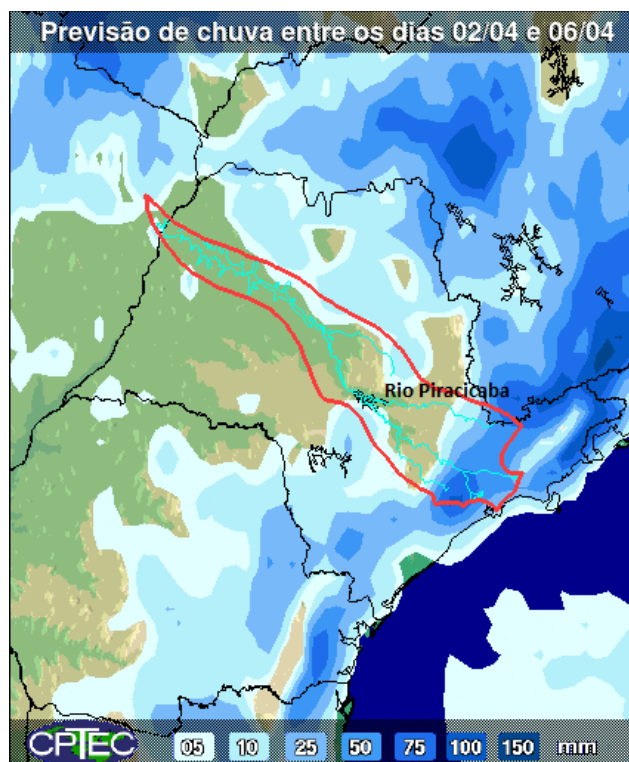 Previsão de chuva entre os dias 02/04 e 06/04
Rio Piracicaba
CPTEC 05 10 25 50 75 100 150 mm